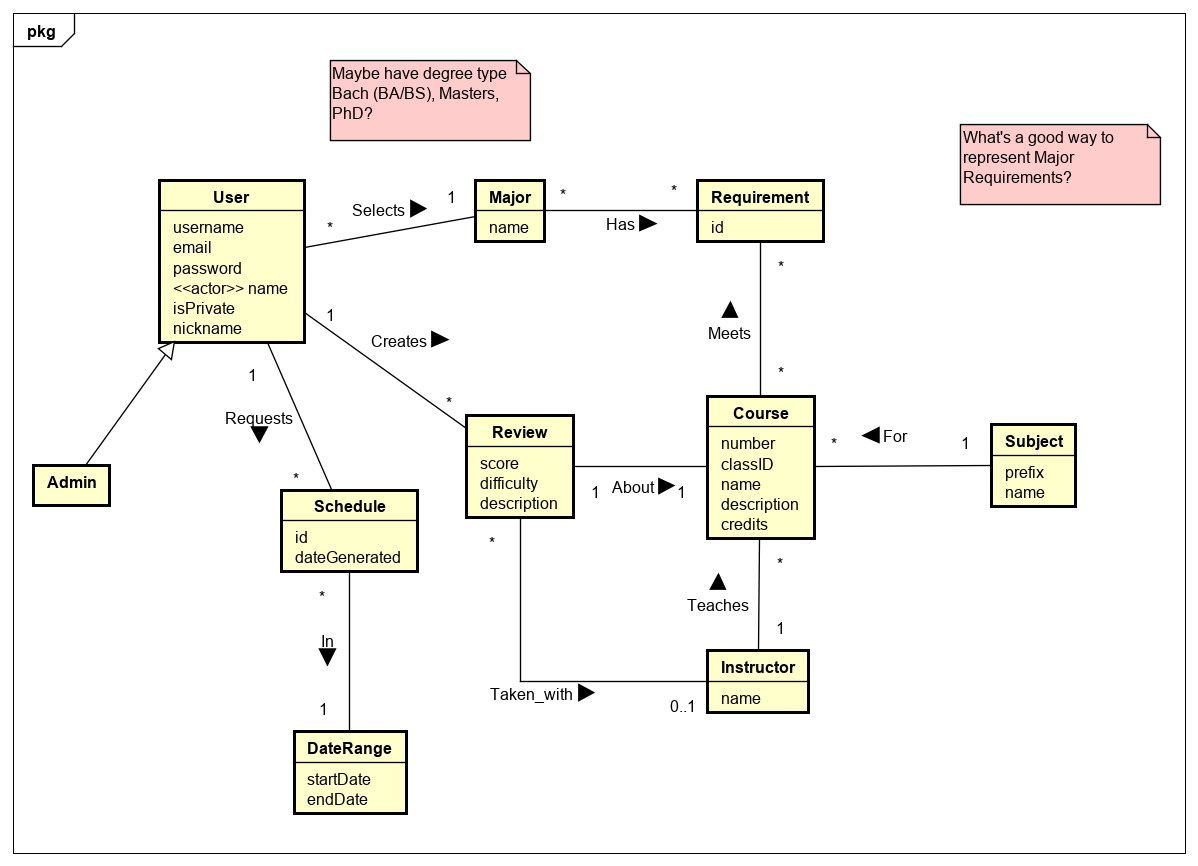 pkg
Maybe have degree type
Bach (BA/BS), Masters,
PhD?
What's a good way to
represent Major
Requirements?
User
username
email
password
<<actor>> name
isPrivate
nickname
Selects
*
1
Major
name
*
*
Has
Requirement
id
*
Meets
*
1
Creates
*
1
Requests
*
Admin
Review
score
difficulty
description
1
About
1
Course
number
classID
name
description
credits
*
For
1
Subject
prefix
name
Schedule
id
dateGenerated
*
In
1
*
Taken_with
0..1
*
Teaches
1
Instructor
name
DateRange
startDate
endDate